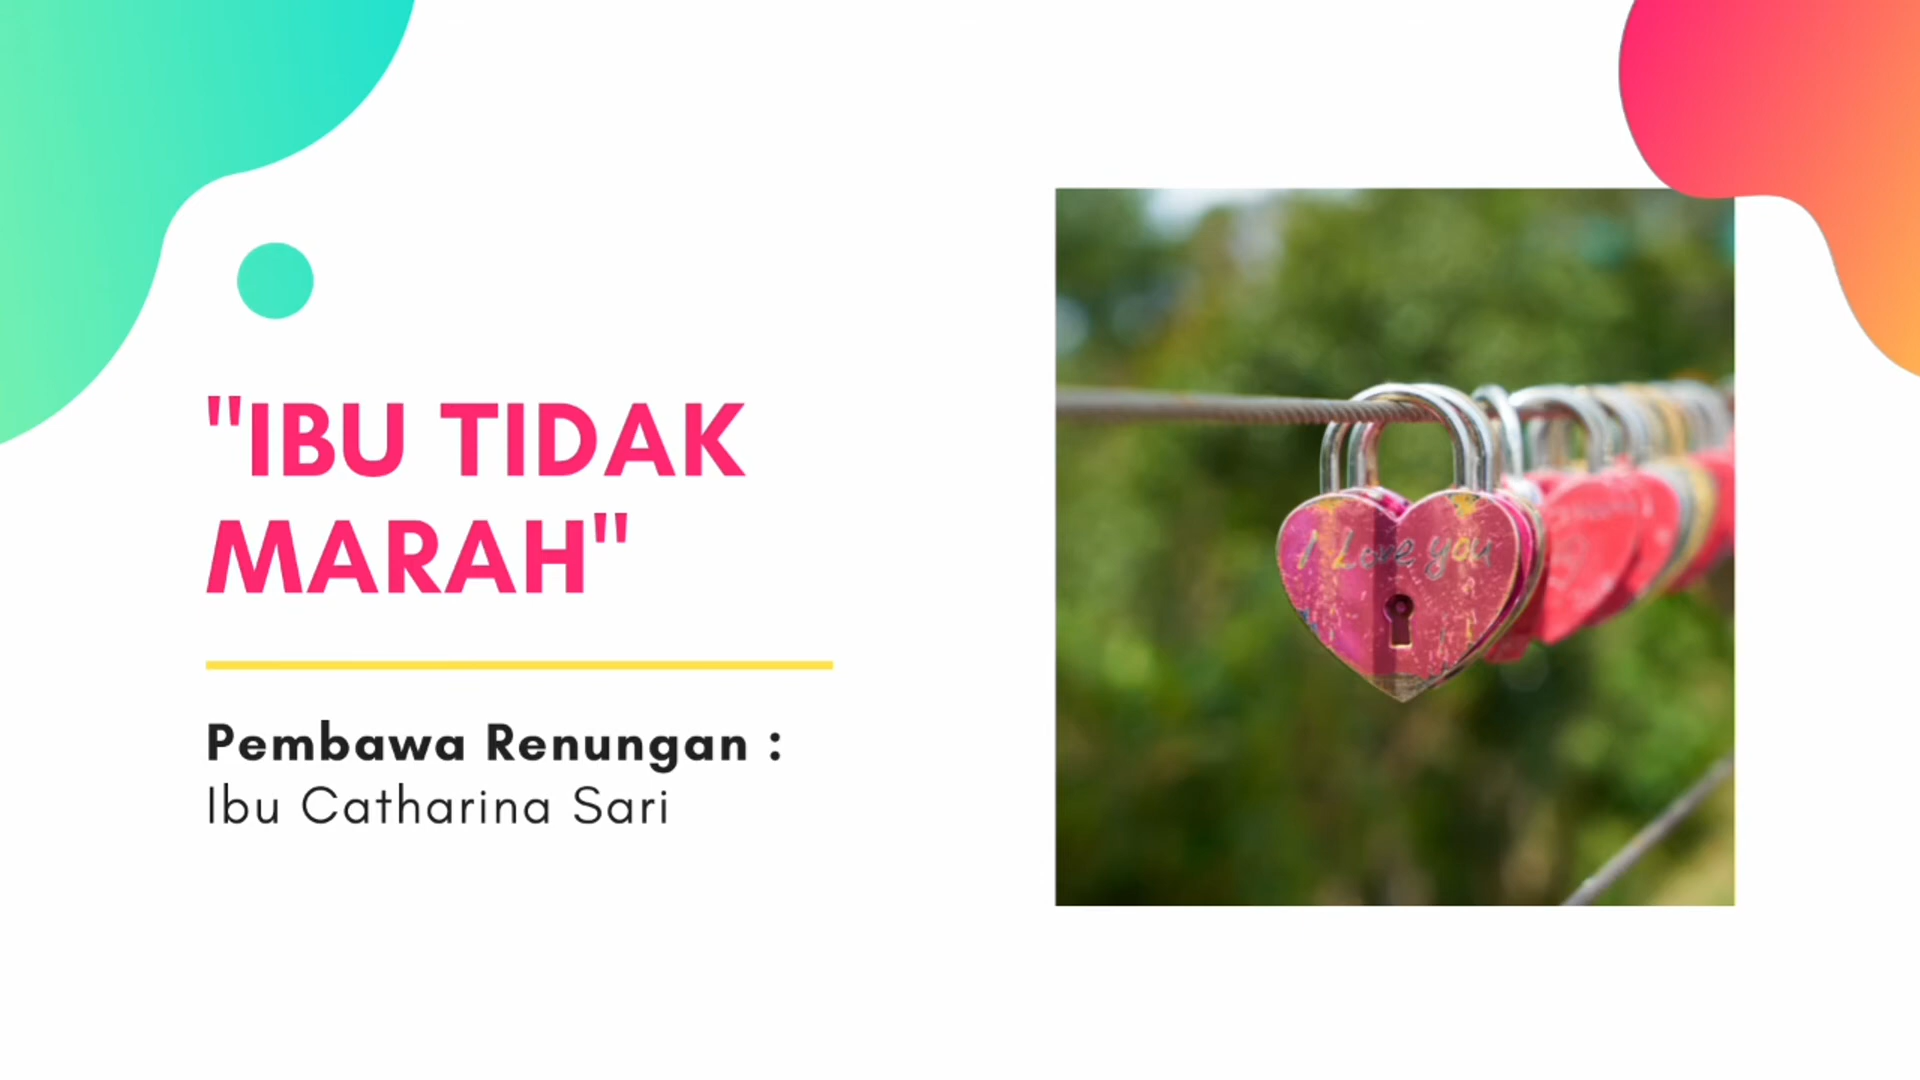 "IBU TIDAK
MARAH"
Pembawa Renungan :
Ibu Catharina Sari
I Love you